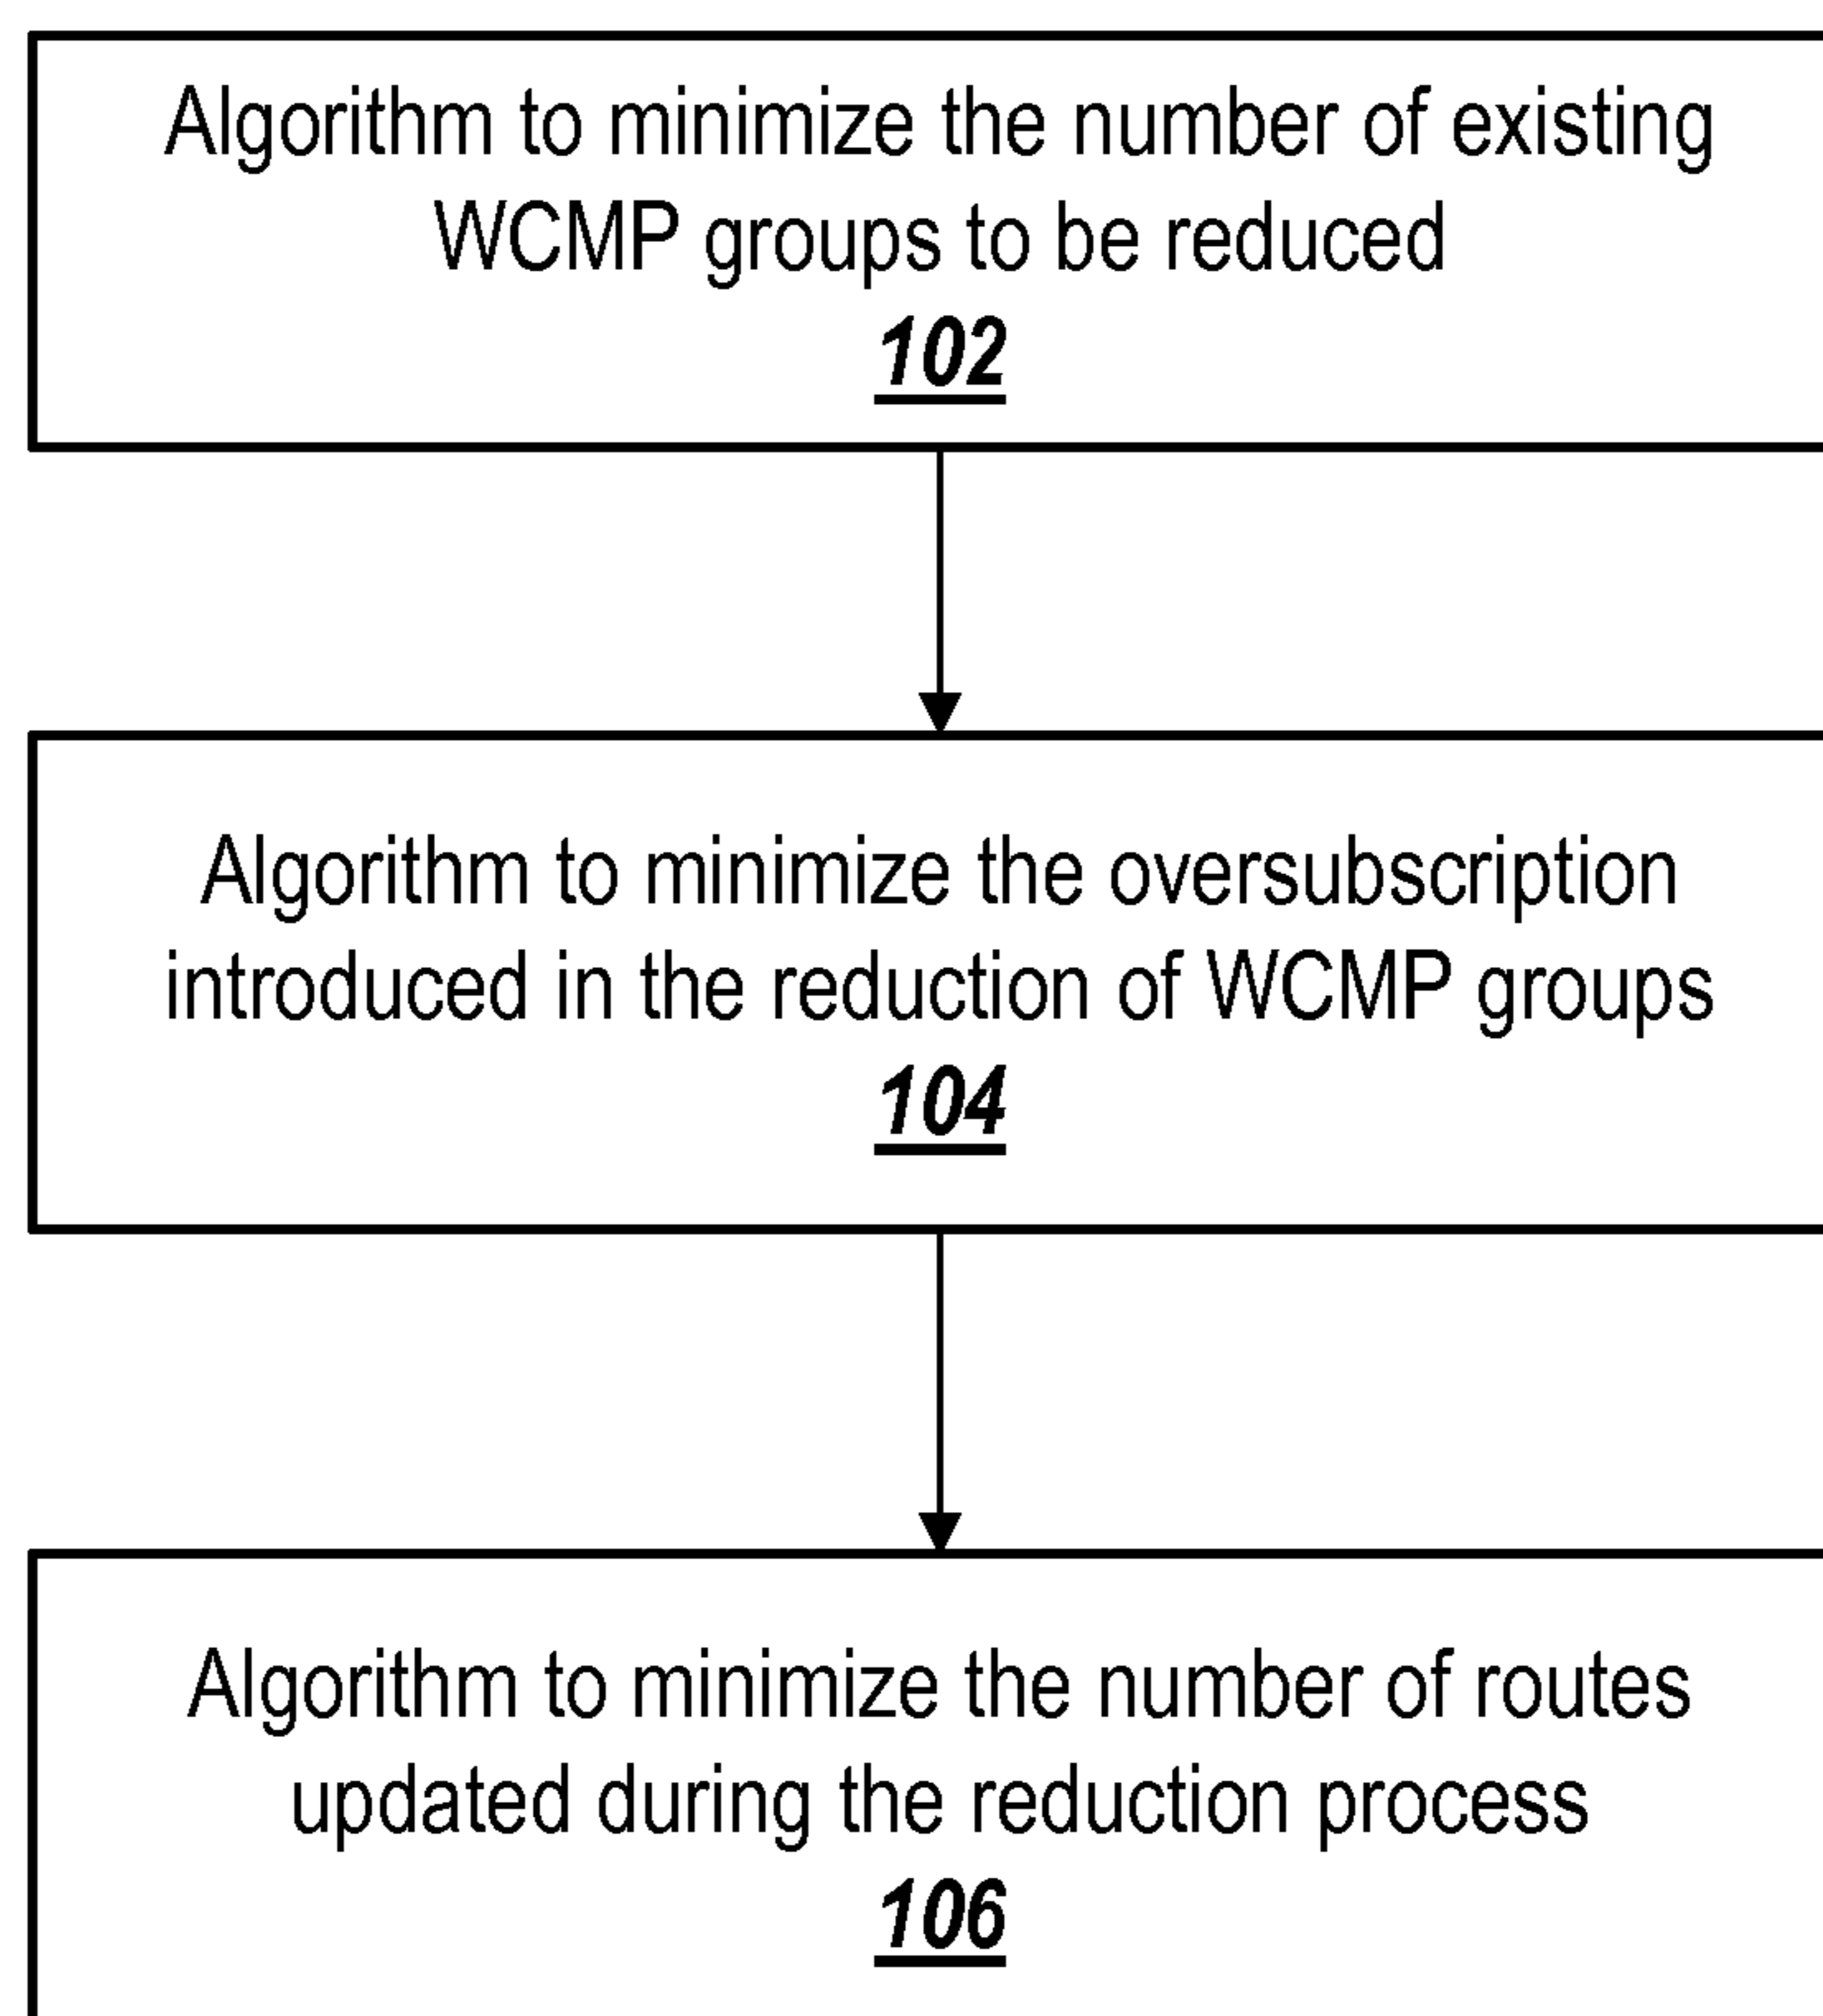 Algorithm to minimize the number of existing
WCMP groups to be reduced
102
Algorithm to minimize the oversubscription
introduced in the reduction of WCMP groups
104
Algorithm to minimize the number of routes
updated during the reduction process
106